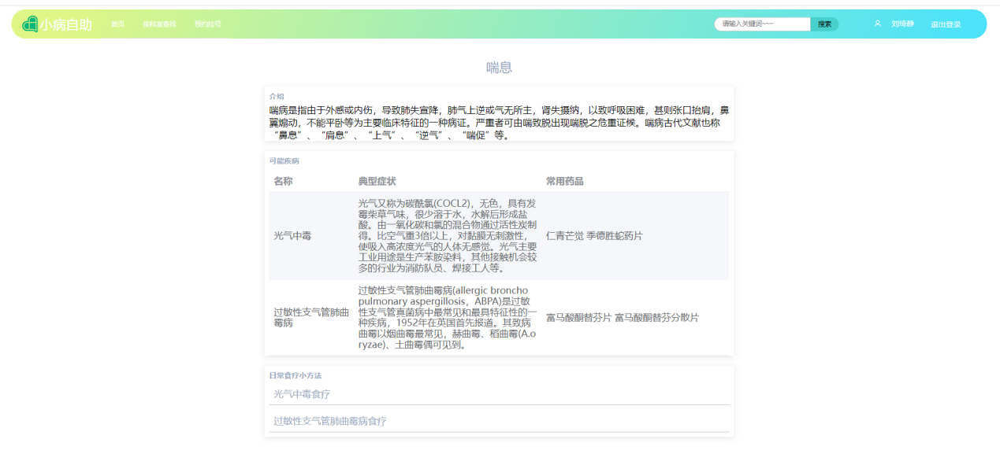 小病自助
首页 按科室查找 预约挂号
请输入关键词~~~ 搜索
刘绮静 退出登录
喘息
介绍
喘病是指由于外感或内伤，导致肺失宣降，肺气上逆或气无所主，肾失摄纳，以致呼吸困难，甚则张口抬肩，鼻
翼煽动，不能平卧等为主要临床特征的一种病证。严重者可由喘致脱出现喘脱之危重证候。喘病古代文献也称
“鼻息”、“肩息”、“上气”、“逆气”、“喘促”等。
可能疾病
名称 典型症状 常用药品
光气中毒
光气又称为碳酰氯(COCL2)，无色，具有发
霉柴草气味，很少溶于水，水解后形成盐
酸。由一氧化碳和氯的混合物通过活性炭制
得。比空气重3倍以上，对黏膜无刺激性，
使吸入高浓度光气的人体无感觉。光气主要
工业用途是生产苯胺染料，其他接触机会较
多的行业为消防队员、焊接工人等。
仁青芒觉 季德胜蛇药片
过敏性支气管肺曲
霉病
过敏性支气管肺曲霉病(allergic broncho
pulmonary aspergillosis，ABPA)是过敏
性支气管真菌病中最常见和最具特征性的一
种疾病，1952年在英国首先报道。其致病
曲霉以烟曲霉最常见，赫曲霉、稻曲霉(A.o
ryzae)、土曲霉偶可见到。
富马酸酮替芬片 富马酸酮替芬分散片
日常食疗小方法
光气中毒食疗
过敏性支气管肺曲霉病食疗